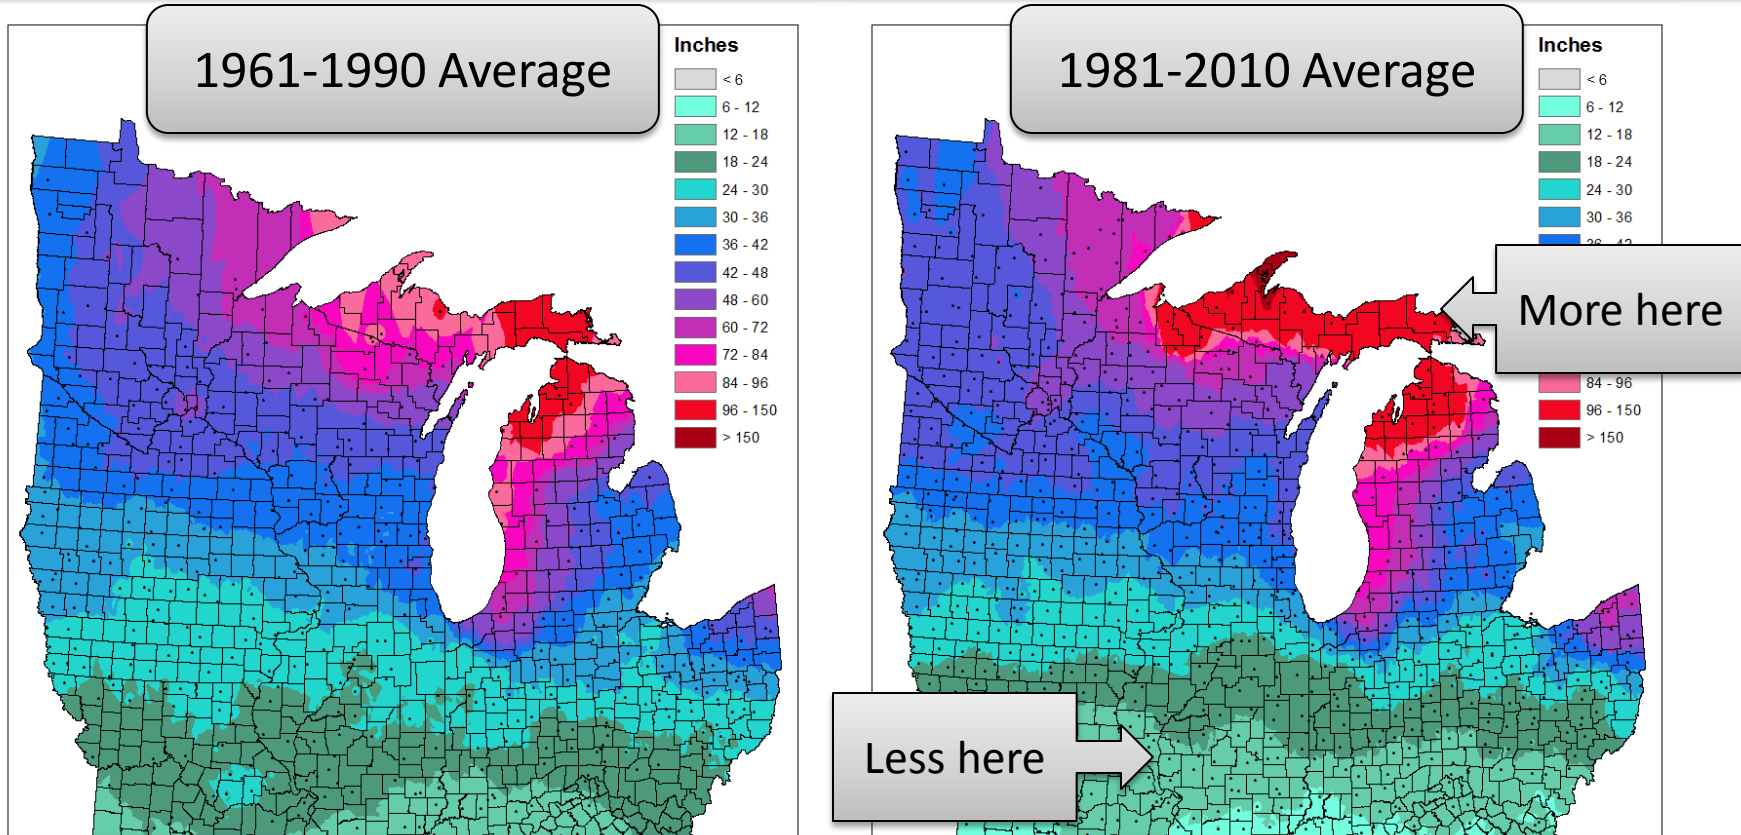 1961-1990 Average
Inches
< 6
6 - 12
12 - 18
18 - 24
24 - 30
30 - 36
36 - 42
42 - 48
48 - 60
60 - 72
72 - 84
84 - 96
96 - 150
> 150
1981-2010 Average
Inches
< 6
6 - 12
12 - 18
18 - 24
24 - 30
30 - 36
36 - 42
More here
84 - 96
96 - 150
> 150
Less here